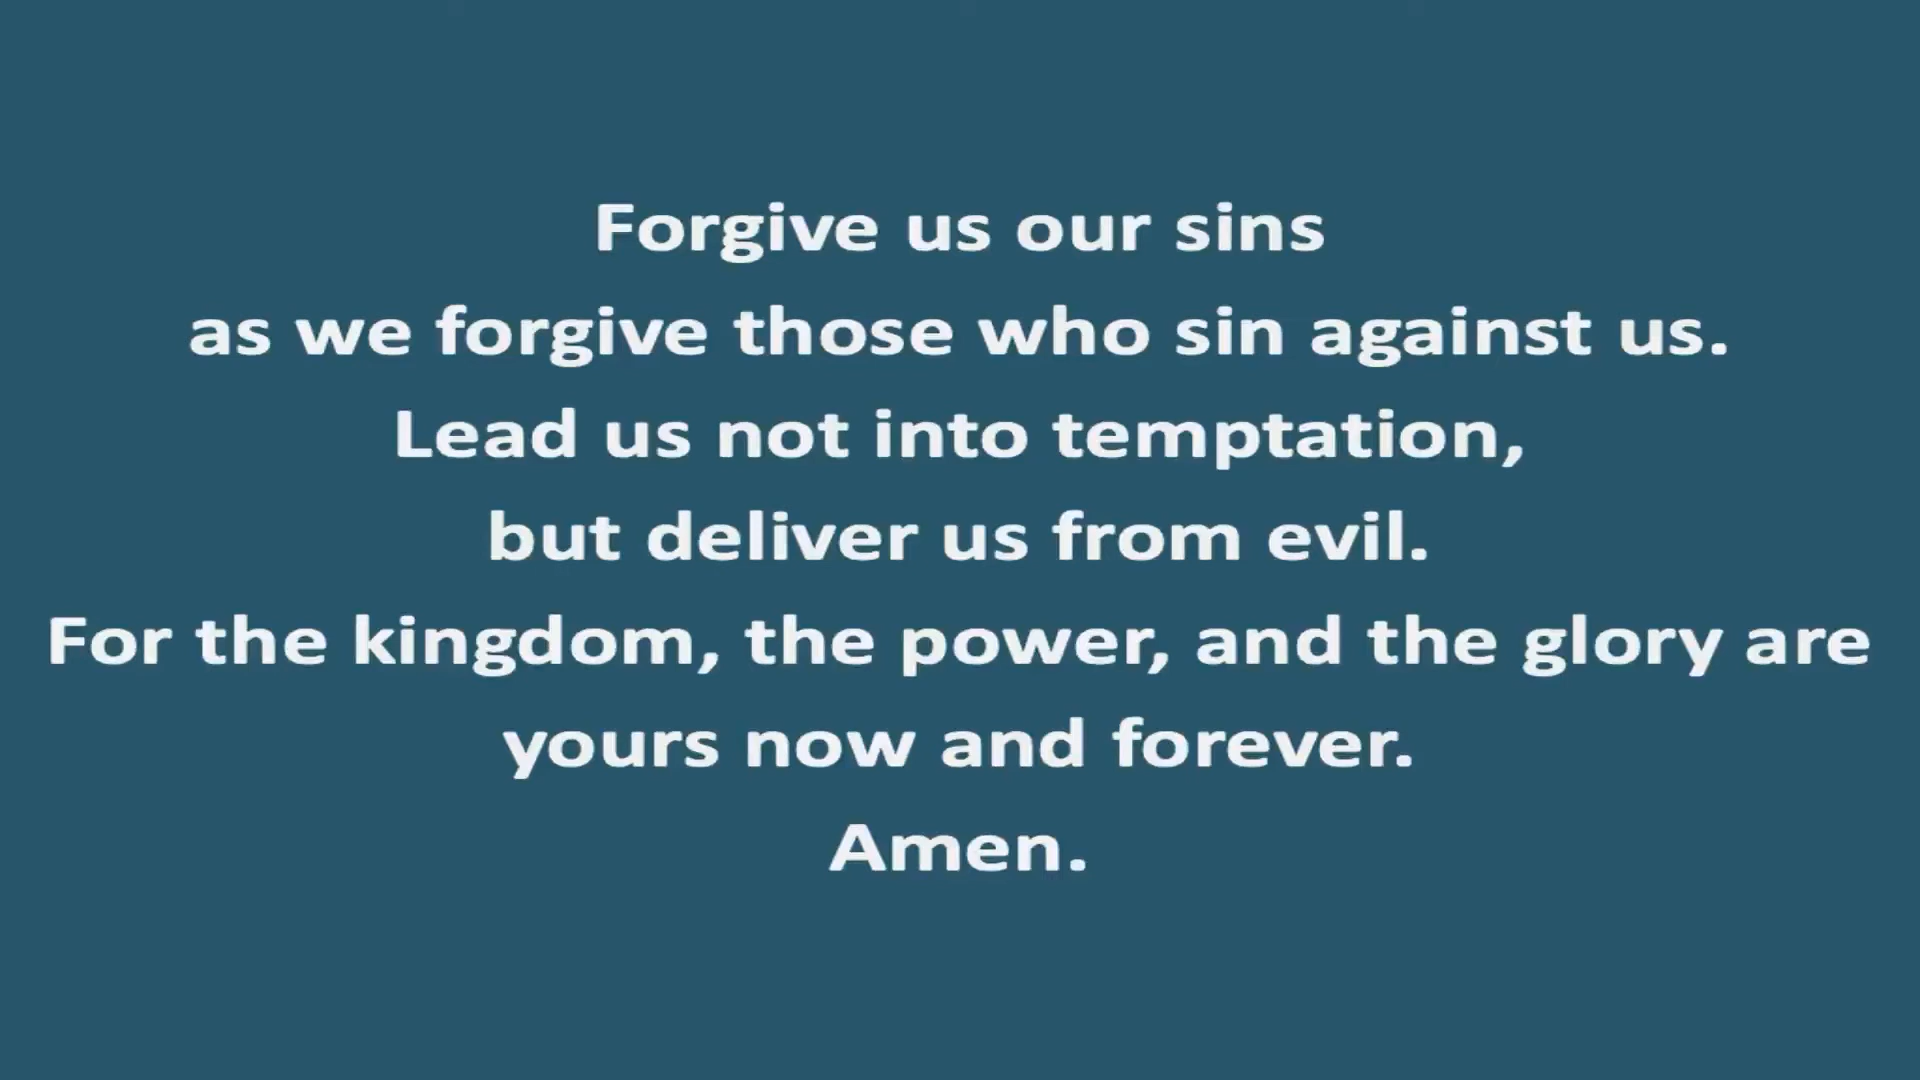 Forgive us our sins
as we forgive those who sin against us.
Lead us not into temptation,
but deliver us from evil.
For the kingdom, the power, and the glory are
yours now and forever.
Amen.